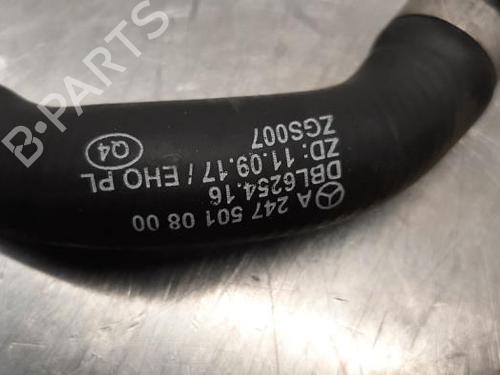 A 247 501 08 00
DBL6254.16
ZD: 11.09.17 / EHO PL
ZGS007
Q4
B-PARTS